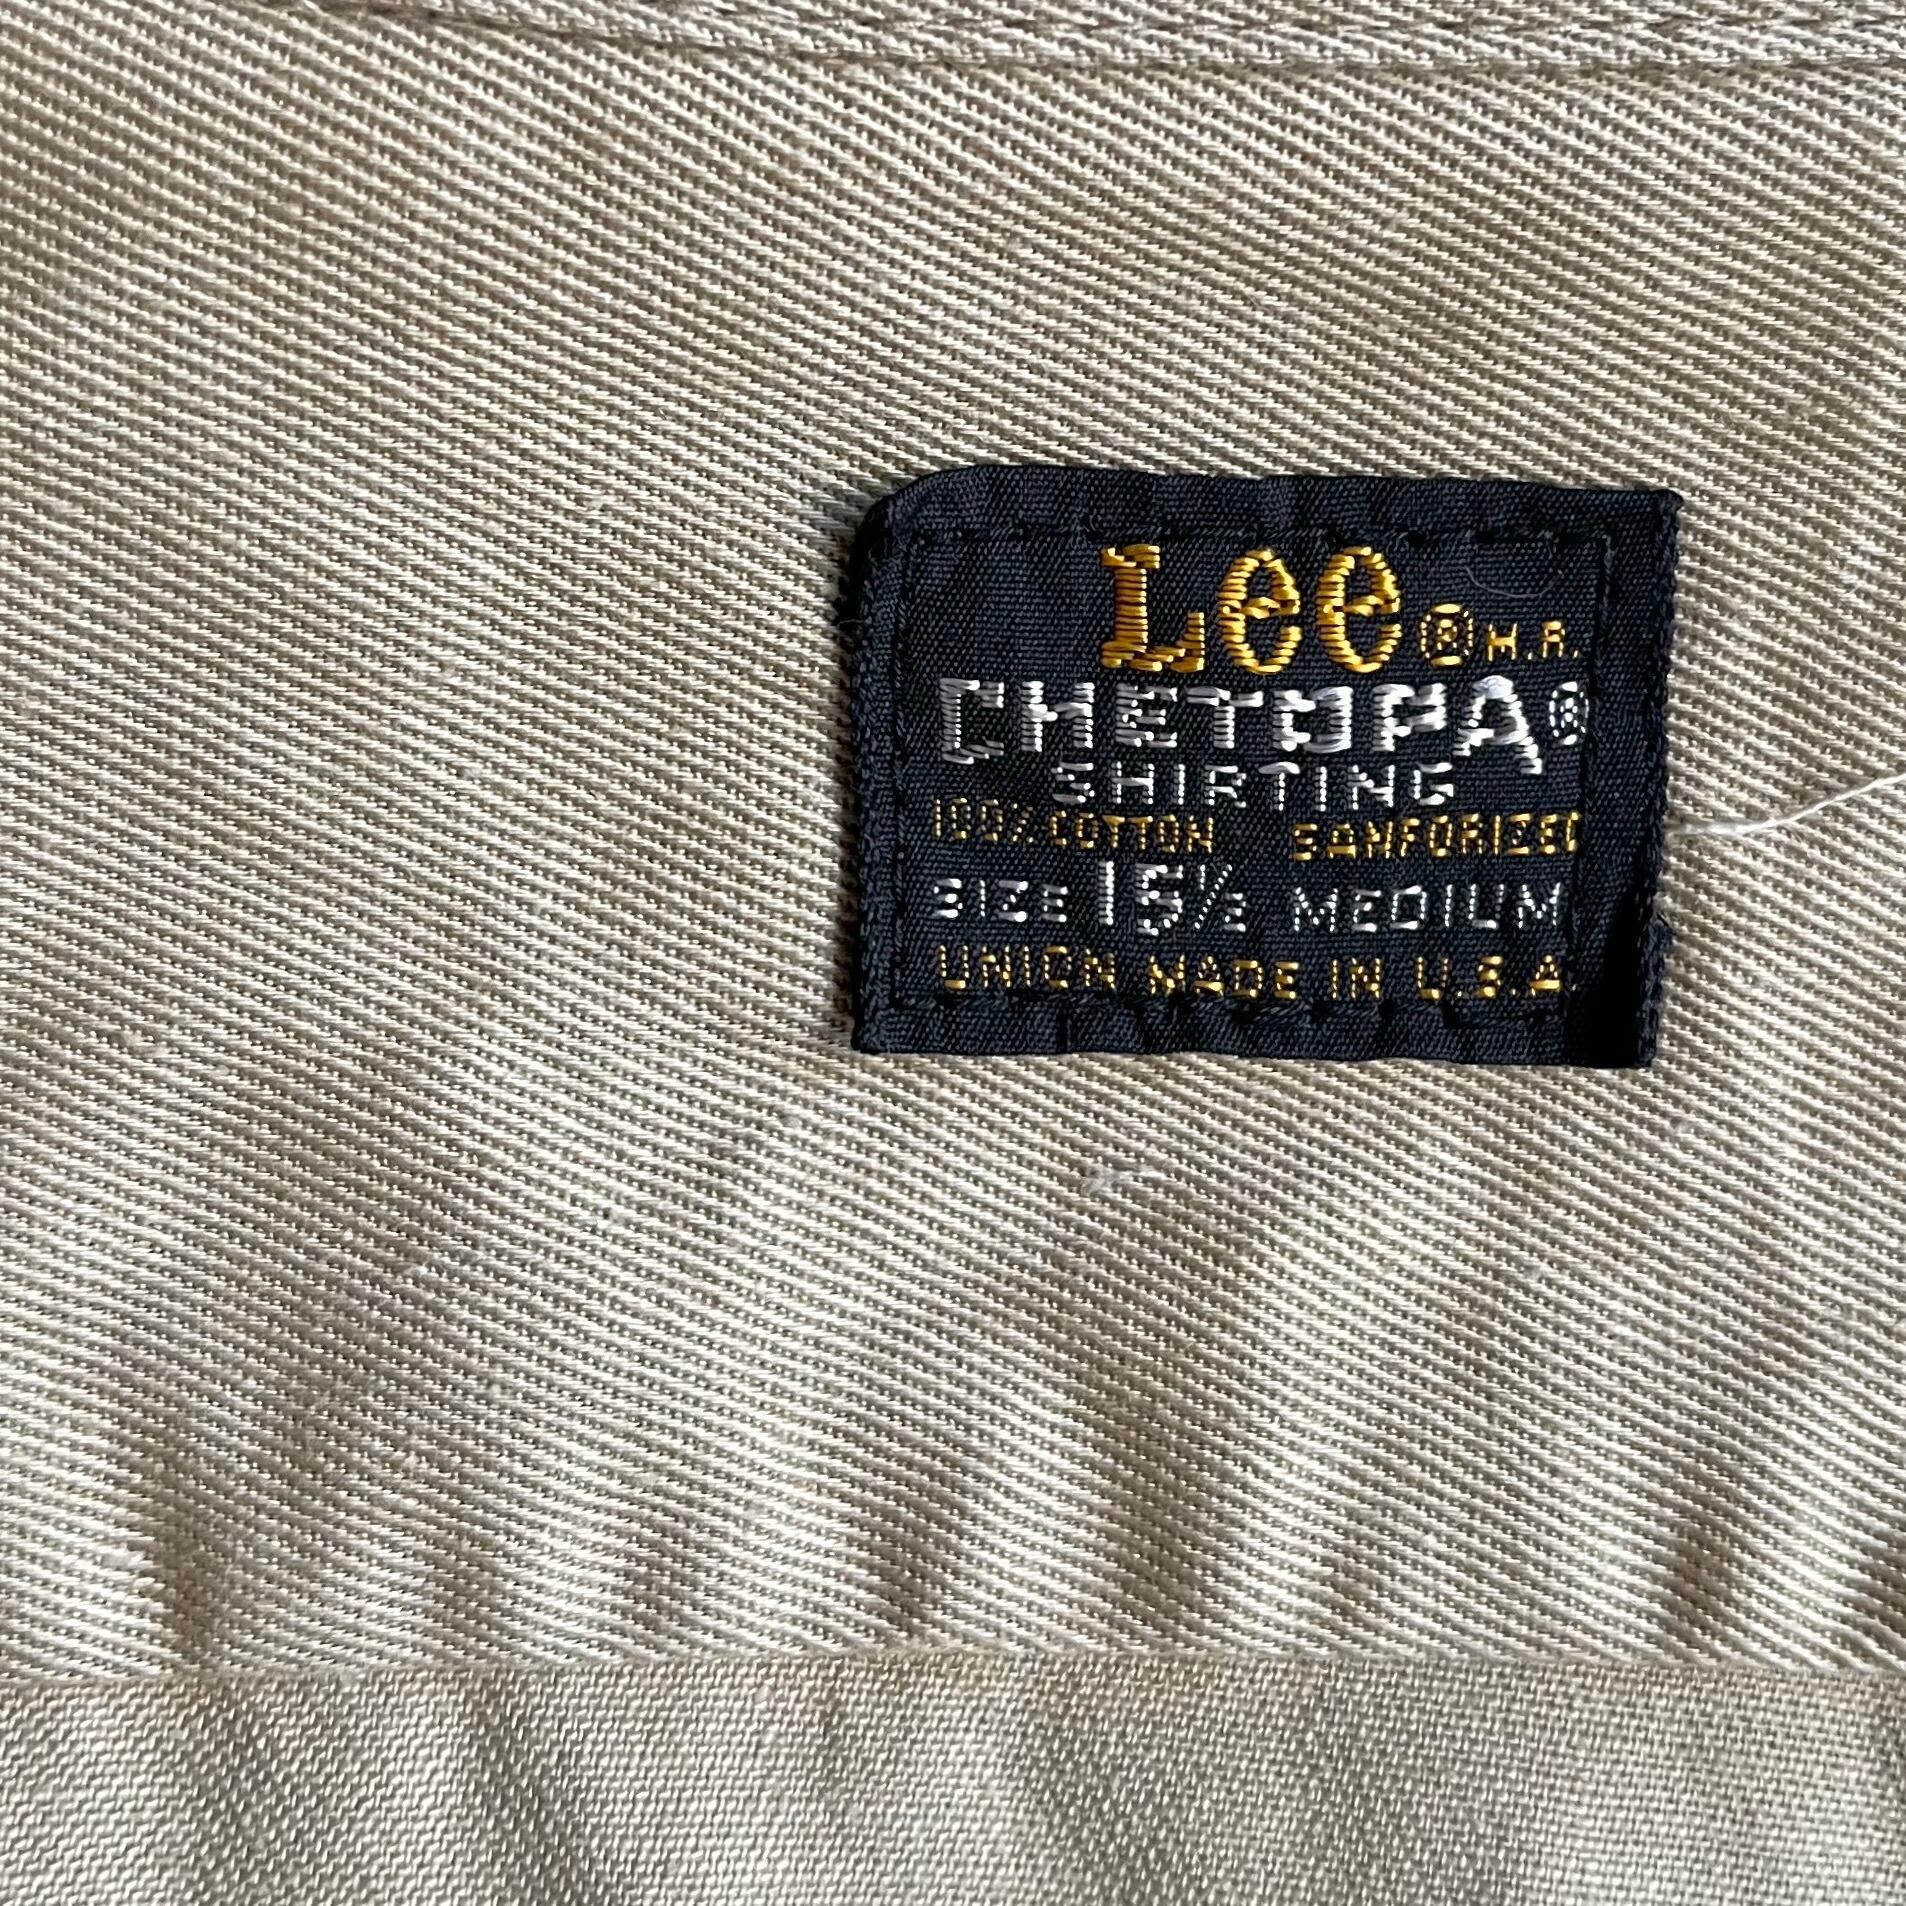 Lee ® M.R.
CHETOPA ®
SHIRTING
100% COTTON SANFORIZED
SIZE 15½ MEDIUM
UNION MADE IN U.S.A.